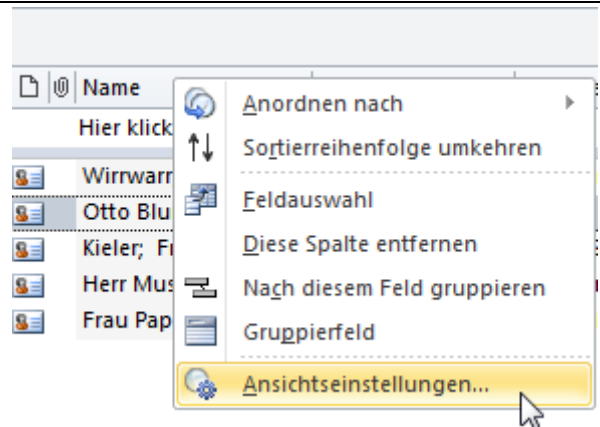 Name
Anordnen nach
Hier klick
Sortierreihenfolge umkehren
Wirrwarr
Feldauswahl
Otto Blu
Diese Spalte entfernen
Kieler; Fr
Herr Mus
Nach diesem Feld gruppieren
Frau Pap
Gruppierfeld
Ansichtseinstellungen...